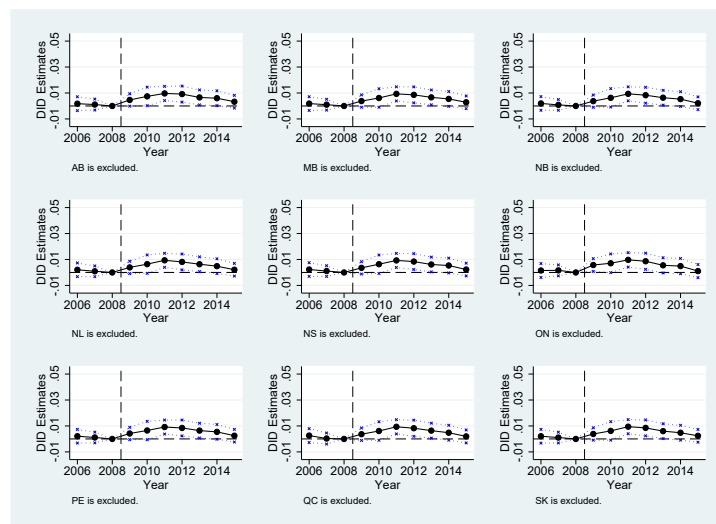 DID Estimates
-.01 .01 .03 .05
2006 2008 2010 2012 2014
Year
AB is excluded.
DID Estimates
-.01 .01 .03 .05
2006 2008 2010 2012 2014
Year
MB is excluded.
DID Estimates
-.01 .01 .03 .05
2006 2008 2010 2012 2014
Year
NB is excluded.
DID Estimates
-.01 .01 .03 .05
2006 2008 2010 2012 2014
Year
NL is excluded.
DID Estimates
-.01 .01 .03 .05
2006 2008 2010 2012 2014
Year
NS is excluded.
DID Estimates
-.01 .01 .03 .05
2006 2008 2010 2012 2014
Year
ON is excluded.
DID Estimates
-.01 .01 .03 .05
2006 2008 2010 2012 2014
Year
PE is excluded.
DID Estimates
-.01 .01 .03 .05
2006 2008 2010 2012 2014
Year
QC is excluded.
DID Estimates
-.01 .01 .03 .05
2006 2008 2010 2012 2014
Year
SK is excluded.